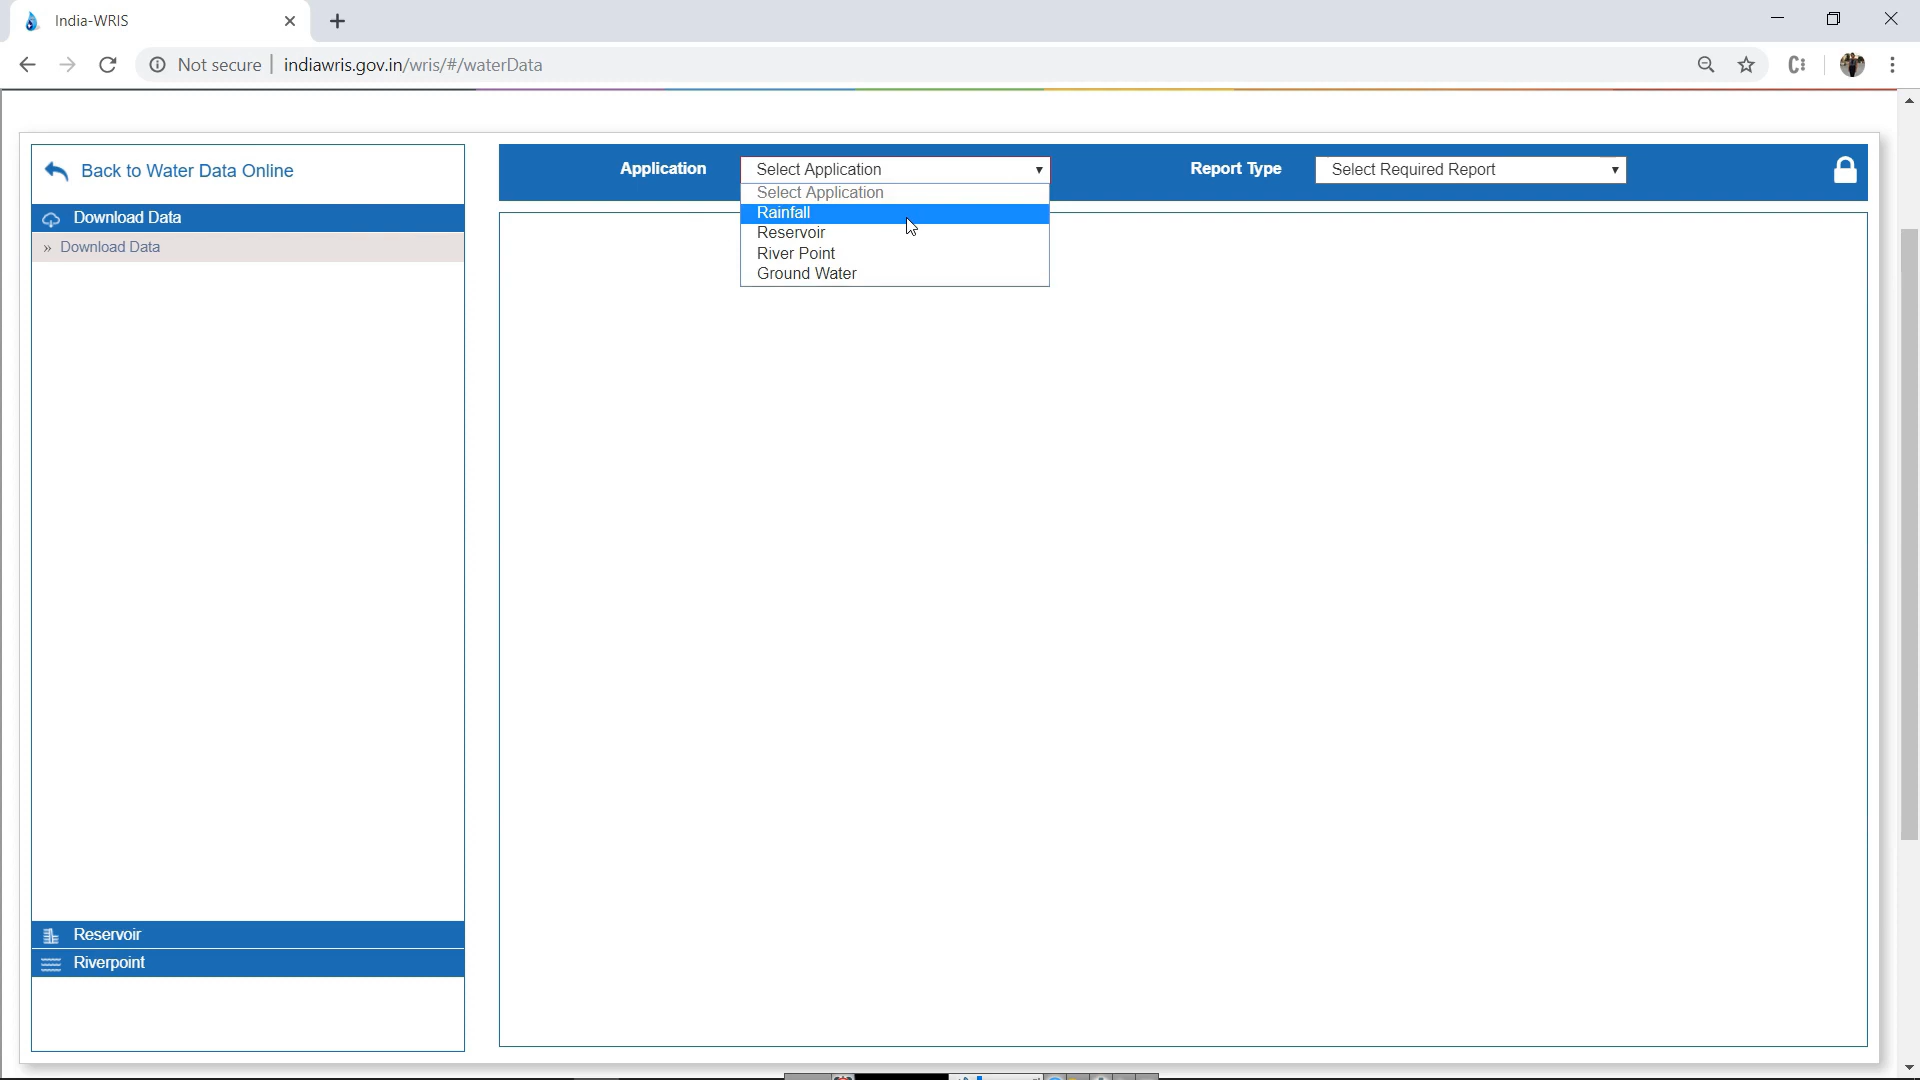 India-WRIS
Not secure
indiawris.gov.in/wris/#/waterData
Back to Water Data Online
Application
Select Application
Report Type
Select Required Report
Select Application
Rainfall
Reservoir
River Point
Ground Water
Download Data
» Download Data
Reservoir
Riverpoint